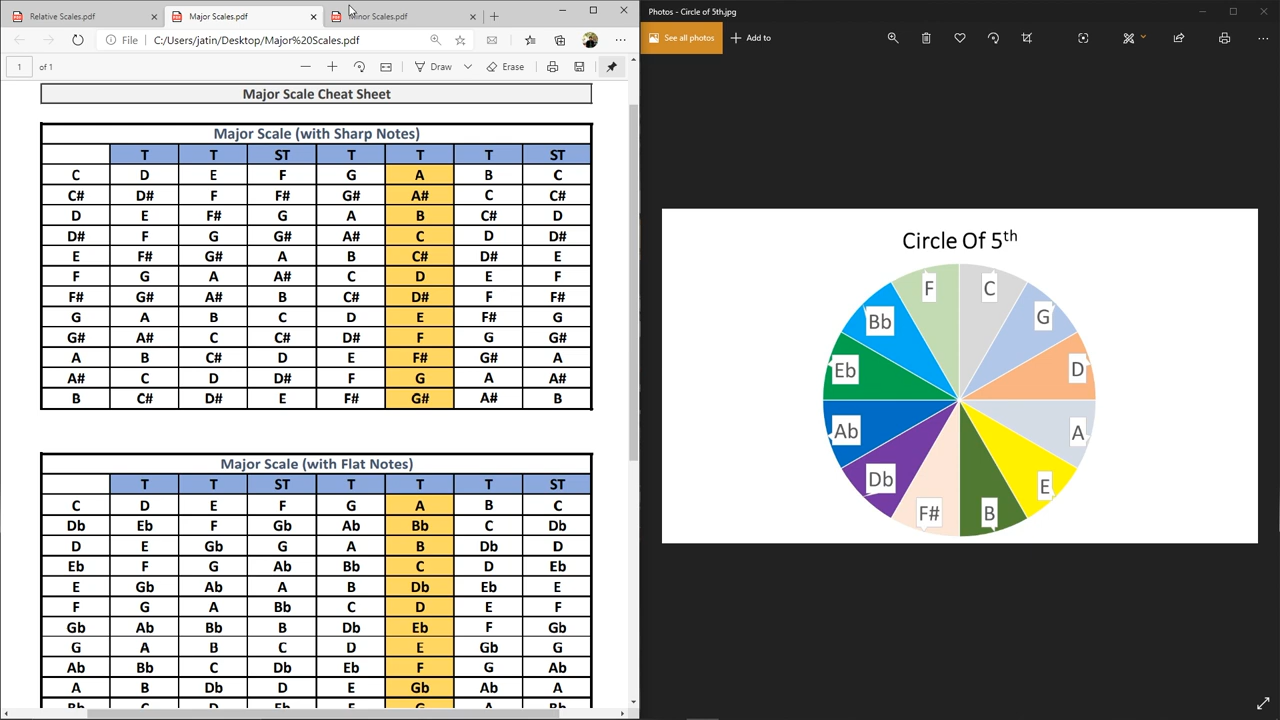 Relative Scales.pdf
Major Scales.pdf
Minor Scales.pdf
File C:/Users/jatin/Desktop/Major%20Scales.pdf
1 of 1 Draw Erase
Major Scale Cheat Sheet
Major Scale (with Sharp Notes)
T T ST T T T ST
C D E F G A B C
C# D# F F# G# A# C C#
D E F# G A B C# D
D# F G G# A# C D D#
E F# G# A B C# D# E
F G A A# C D E F
F# G# A# B C# D# F F#
G A B C D E F# G
G# A# C C# D# F G G#
A B C# D E F# G# A
A# C D D# F G A A#
B C# D# E F# G# A# B
Major Scale (with Flat Notes)
T T ST T T T ST
C D E F G A B C
Db Eb F Gb Ab Bb C Db
D E Gb G A B Db D
Eb F G Ab Bb C D Eb
E Gb Ab A B Db Eb E
F G A Bb C D E F
Gb Ab Bb B Db Eb F Gb
G A B C D E Gb G
Ab Bb C Db Eb F G Ab
A B Db D E Gb Ab A
Bb C D Eb F G A Bb
Photos - Circle of 5th.jpg
See all photos
Add to
Circle Of 5th
C
G
D
A
E
B
F#
Db
Ab
Eb
Bb
F